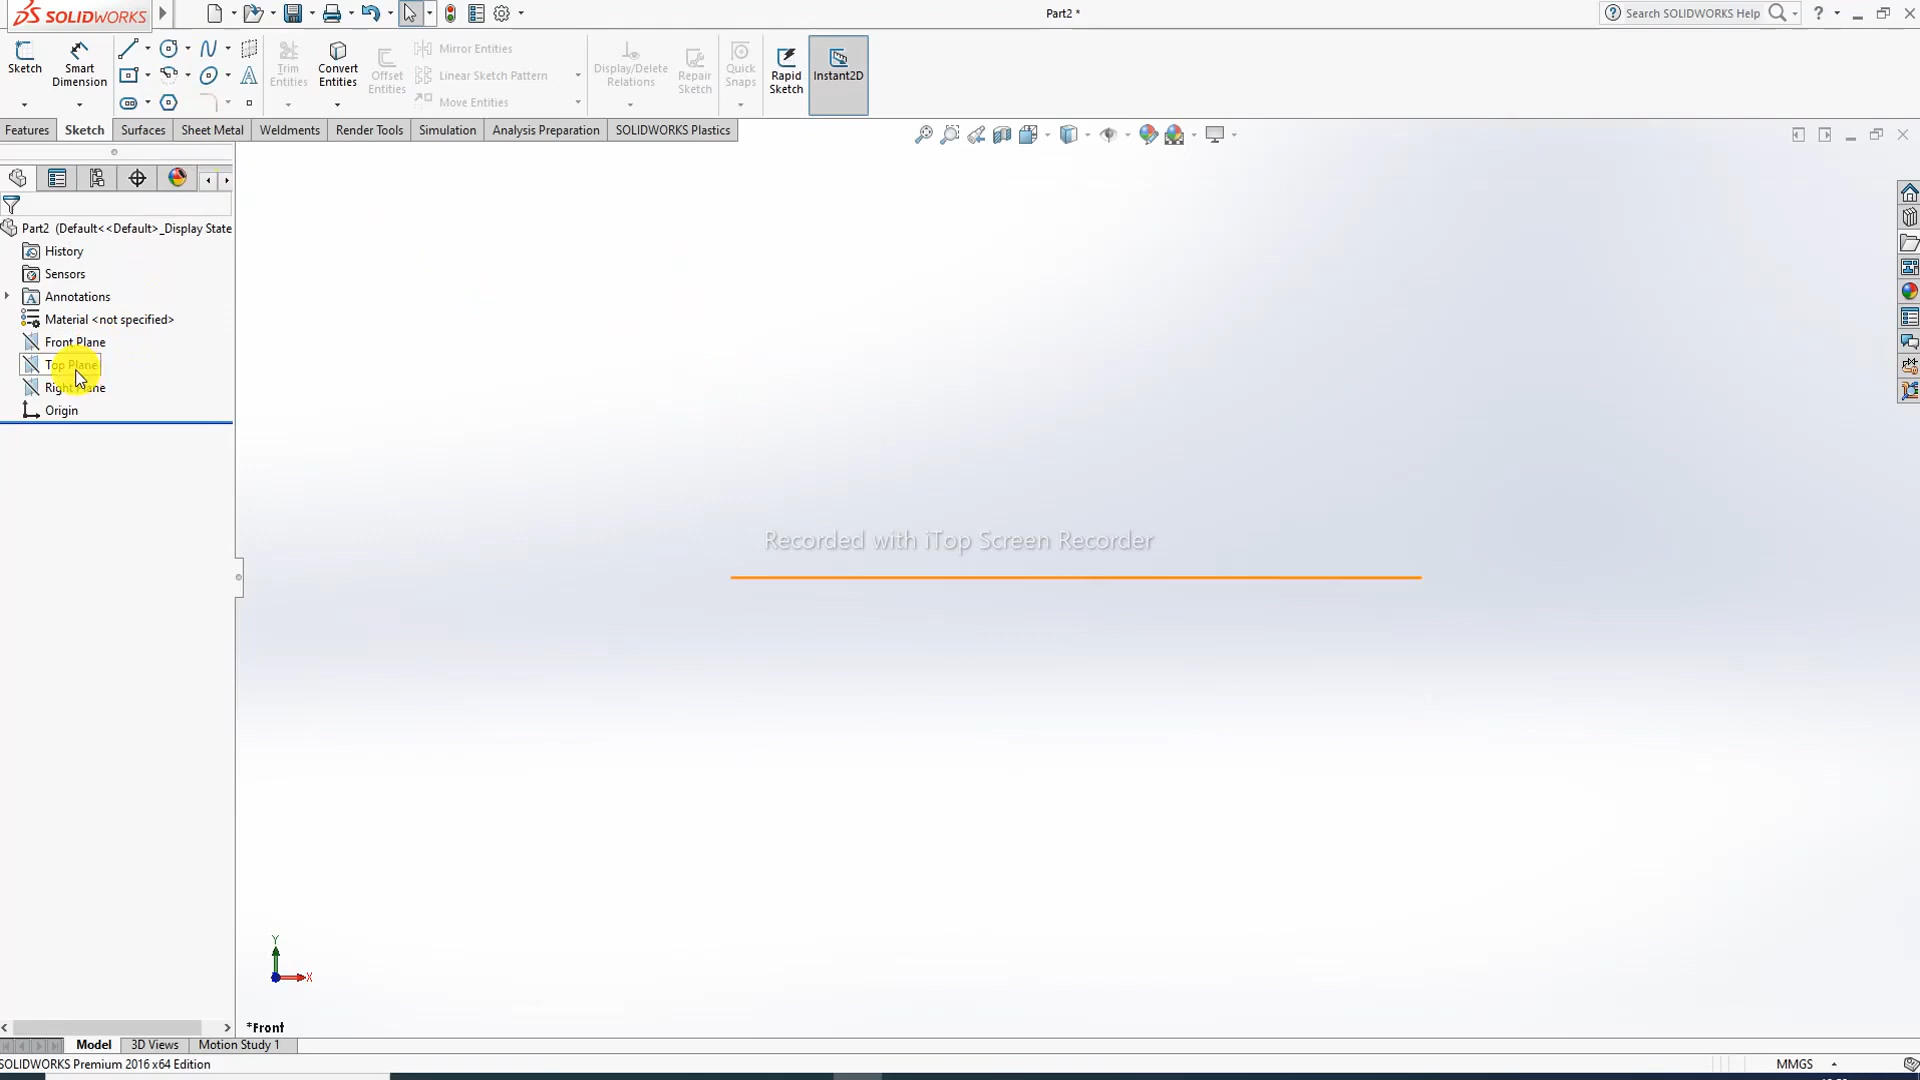 SOLIDWORKS
Part2 *
Search SOLIDWORKS Help
Sketch
Smart Dimension
Trim Entities
Convert Entities
Offset Entities
Mirror Entities
Linear Sketch Pattern
Move Entities
Display/Delete Relations
Repair Sketch
Quick Snaps
Rapid Sketch
Instant2D
Features
Sketch
Surfaces
Sheet Metal
Weldments
Render Tools
Simulation
Analysis Preparation
SOLIDWORKS Plastics
Part2 (Default<<Default>_Display State
History
Sensors
Annotations
Material <not specified>
Front Plane
Top Plane
Right Plane
Origin
Recorded with iTop Screen Recorder
Y
X
*Front
Model
3D Views
Motion Study 1
SOLIDWORKS Premium 2016 x64 Edition
MMGS